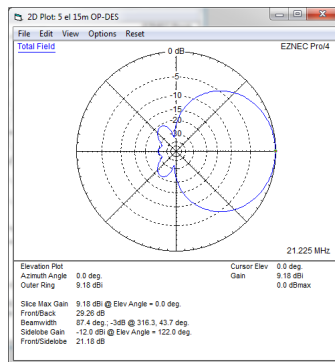 2D Plot: 5 el 15m OP-DES
File Edit View Options Reset
Total Field
EZNEC Pro/4
0 dB
-5
-10
-15
-20
-30
21.225 MHz
Elevation Plot
Azimuth Angle 0.0 deg.
Outer Ring 9.18 dBi
Cursor Elev 0.0 deg.
Gain 9.18 dBi
0.0 dBmax
Slice Max Gain 9.18 dBi @ Elev Angle = 0.0 deg.
Front/Back 29.26 dB
Beamwidth 87.4 deg.; -3dB @ 316.3, 43.7 deg.
Sidelobe Gain -12.0 dBi @ Elev Angle = 122.0 deg.
Front/Sidelobe 21.18 dB